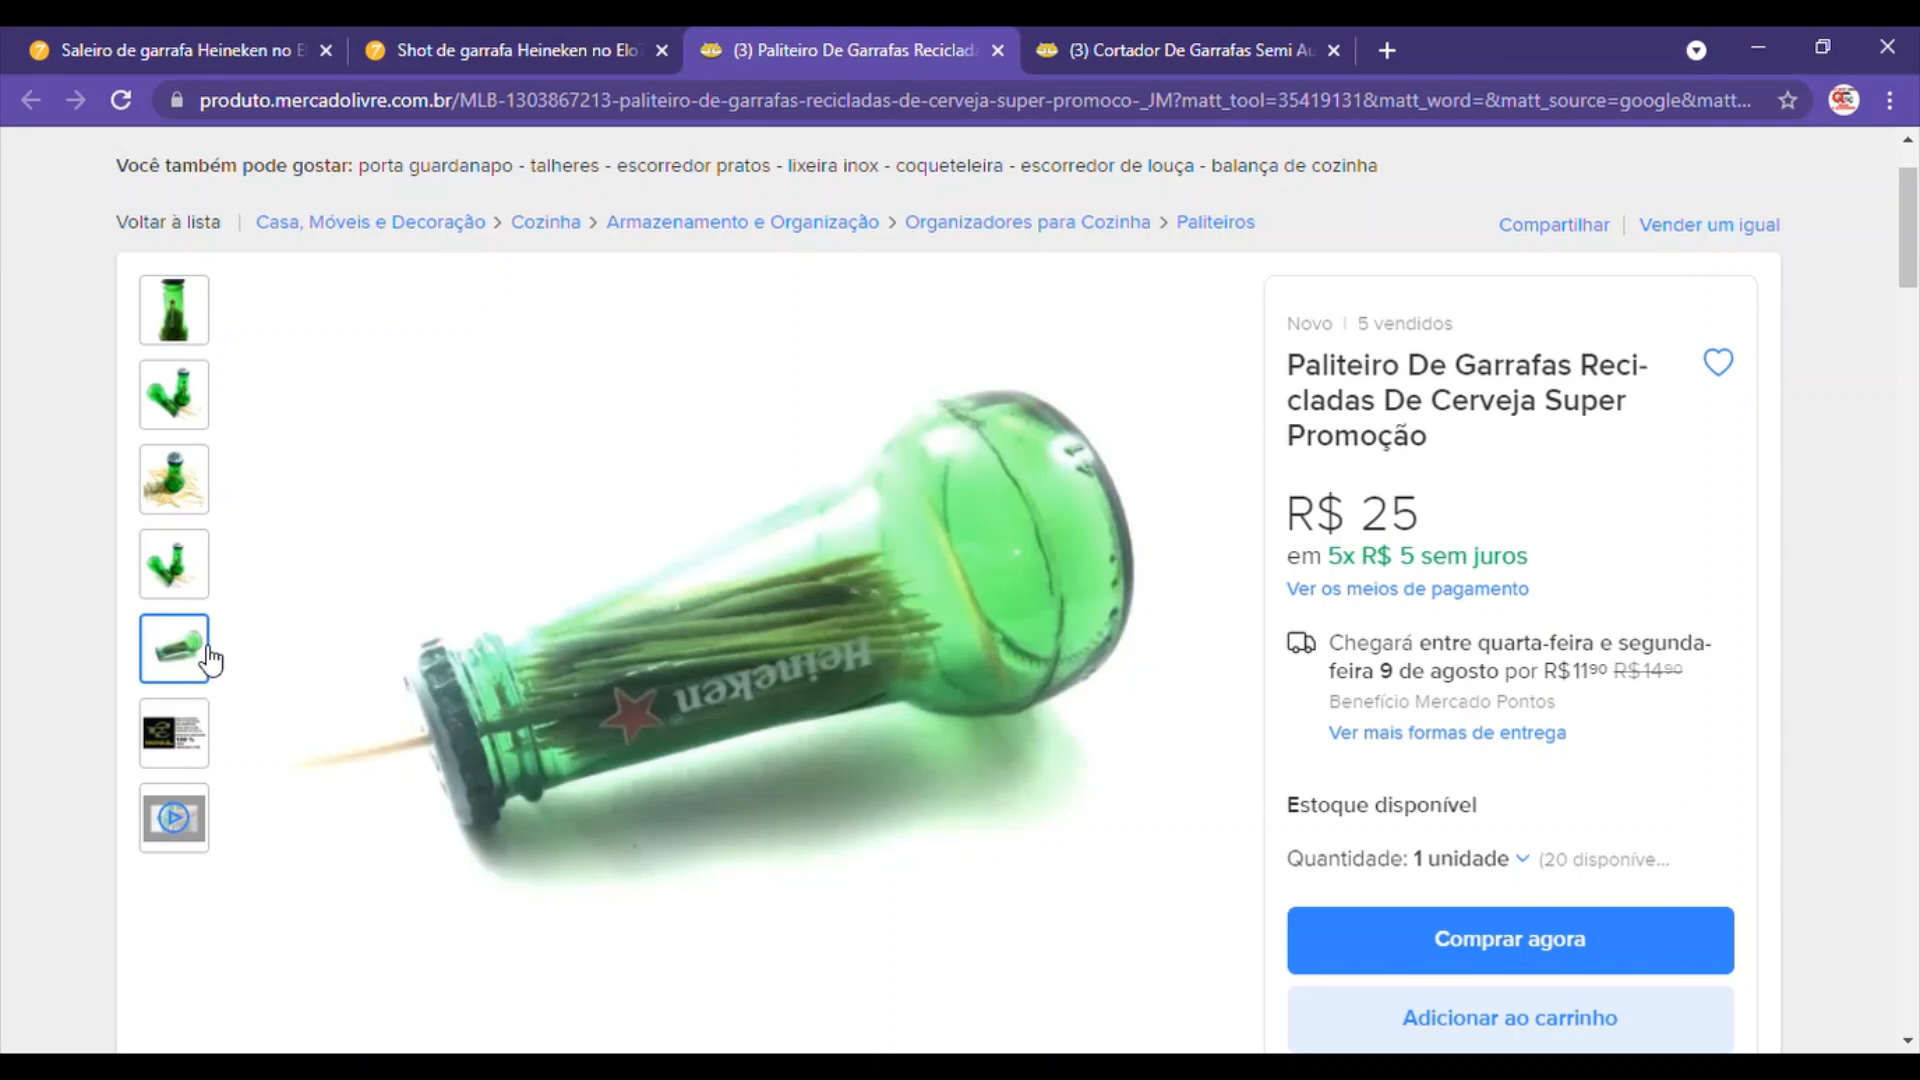 Saleiro de garrafa Heineken no E
Shot de garrafa Heineken no Elo
(3) Paliteiro De Garrafas Reciclad
(3) Cortador De Garrafas Semi Au
produto.mercadolivre.com.br/MLB-1303867213-paliteiro-de-garrafas-recicladas-de-cerveja-super-promoco-_JM?matt_tool=35419131&matt_word=&matt_source=google&matt...
Você também pode gostar: porta guardanapo - talheres - escorredor pratos - lixeira inox - coqueteleira - escorredor de louça - balança de cozinha
Voltar à lista | Casa, Móveis e Decoração > Cozinha > Armazenamento e Organização > Organizadores para Cozinha > Paliteiros
Compartilhar | Vender um igual
Heineken
Novo | 5 vendidos
Paliteiro De Garrafas Reci-
cladas De Cerveja Super
Promoção
R$ 25
em 5x R$ 5 sem juros
Ver os meios de pagamento
Chegará entre quarta-feira e segunda-
feira 9 de agosto por R$11⁹⁰ R$14⁹⁰
Benefício Mercado Pontos
Ver mais formas de entrega
Estoque disponível
Quantidade: 1 unidade (20 disponíve...
Comprar agora
Adicionar ao carrinho